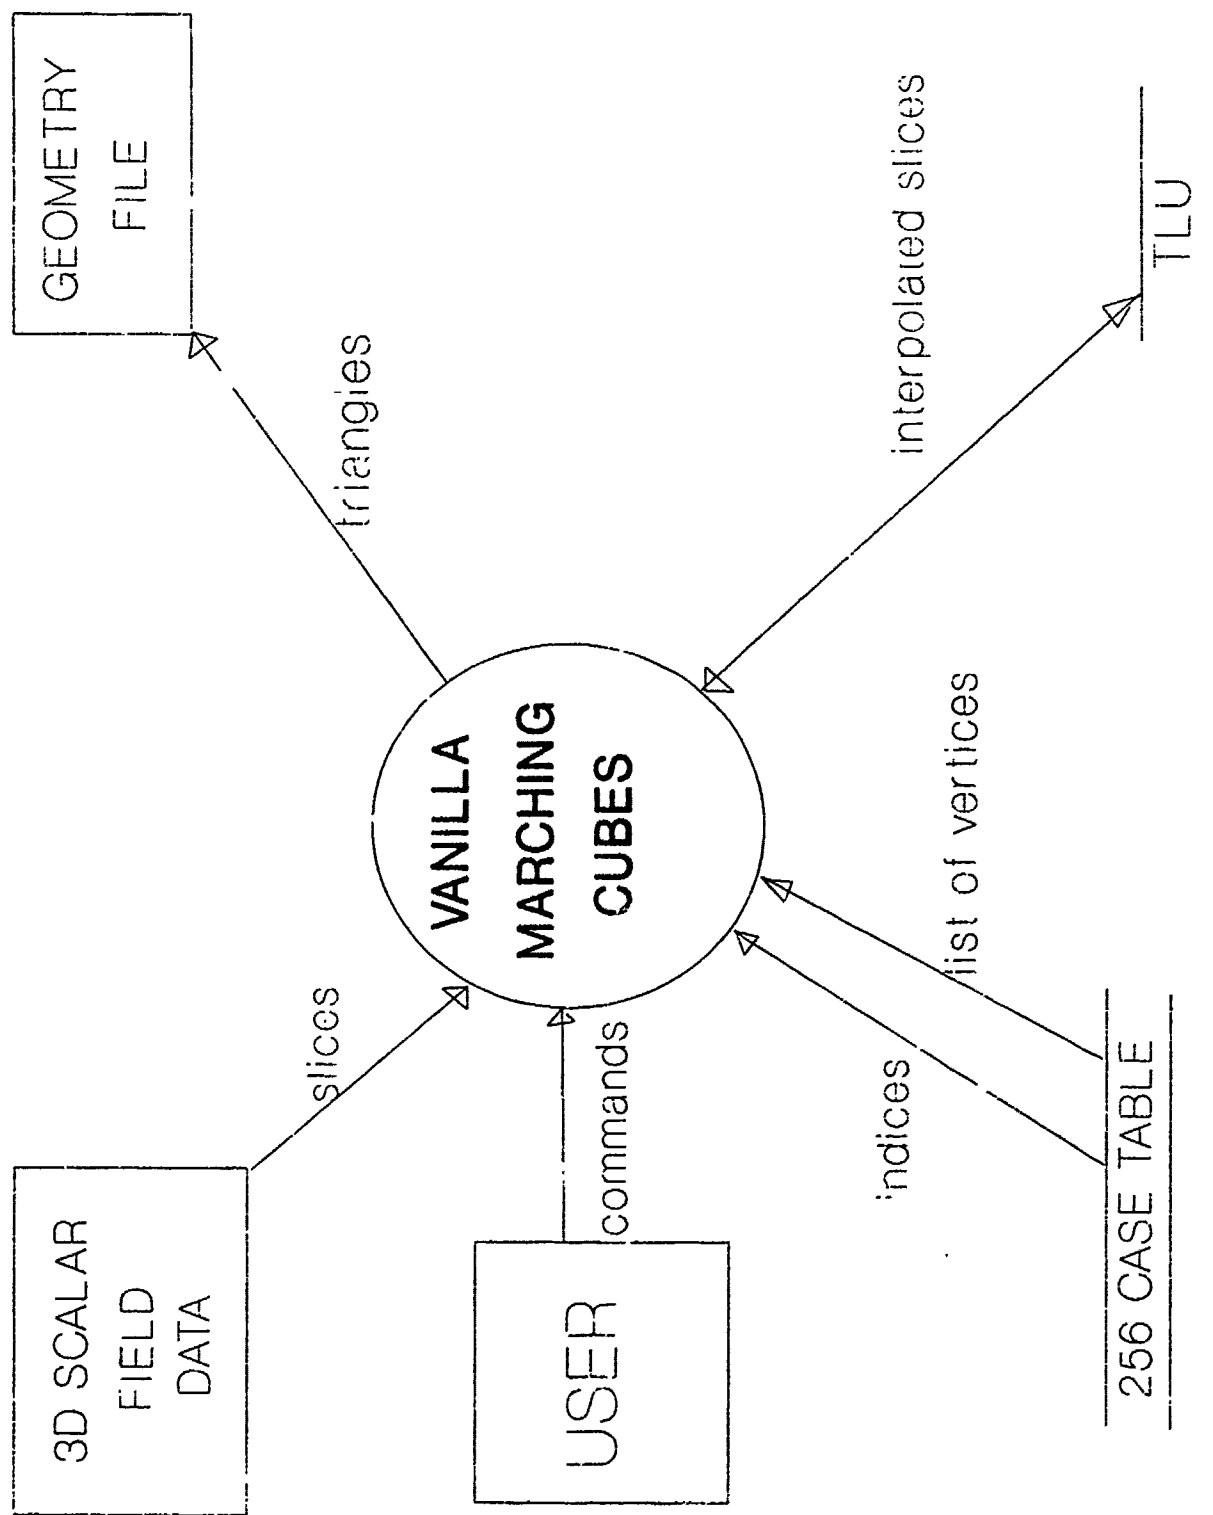 3D SCALAR
FIELD
DATA
slices
GEOMETRY
FILE
triangies
USER
commands
VANILLA
MARCHING
CUBES
indices
list of vertices
interpolated slices
256 CASE TABLE
TLU